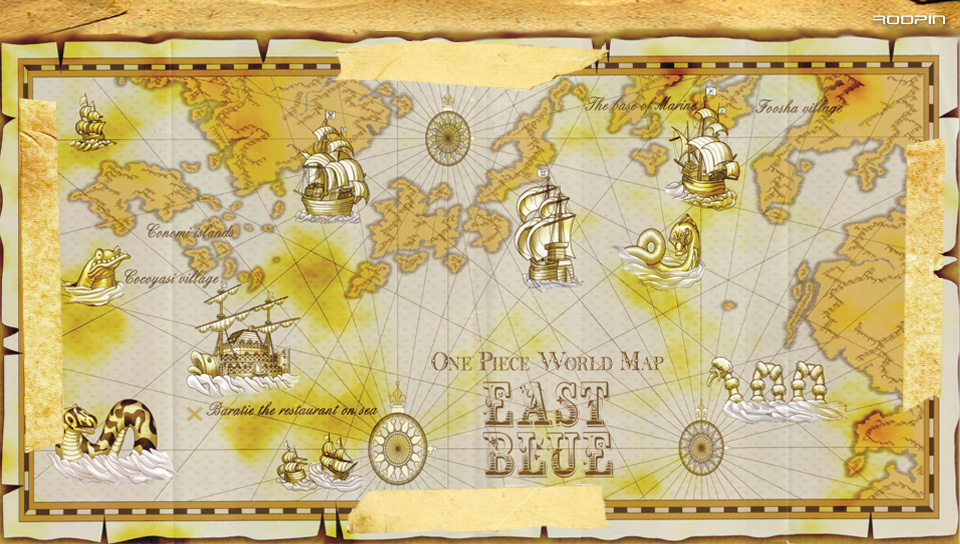 ROOPIN
The base of Marine
Foosha village
Conomi islands
Cocoyasi village
One Piece World Map
EAST
BLUE
Baratie the restaurant on sea